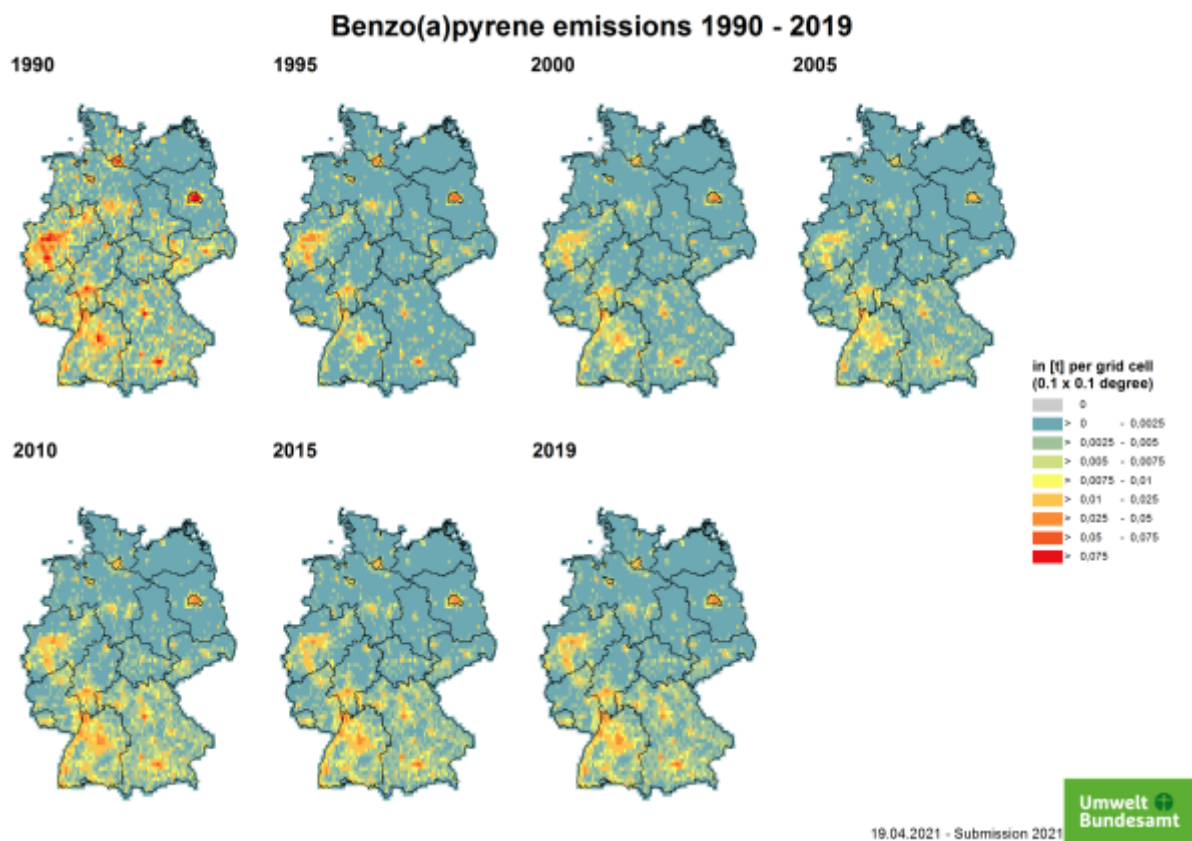 Benzo(a)pyrene emissions 1990 - 2019
1990
1995
2000
2005
in [t] per grid cell
(0.1 x 0.1 degree)
0
> 0 - 0,0025
> 0,0025 - 0,005
> 0,005 - 0,0075
> 0,0075 - 0,01
> 0,01 - 0,025
> 0,025 - 0,05
> 0,05 - 0,075
> 0,075
2010
2015
2019
Umwelt
Bundesamt
19.04.2021 - Submission 2021